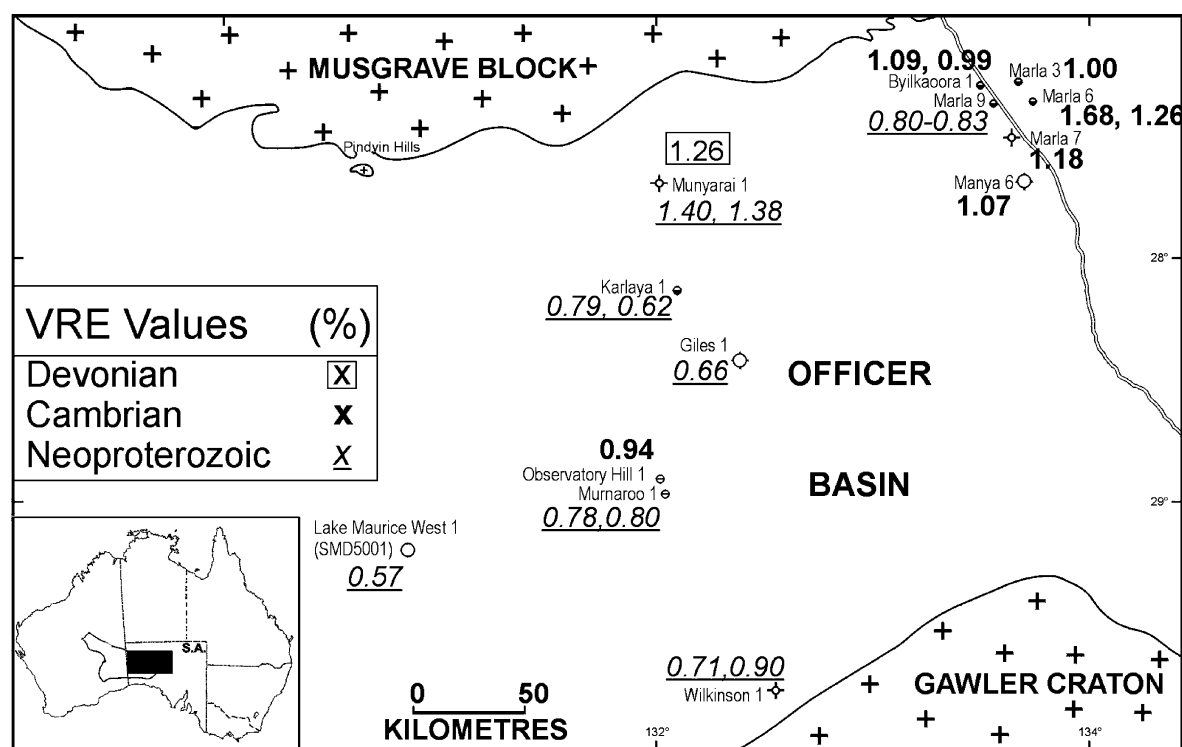 MUSGRAVE BLOCK
Pindyin Hills
1.09, 0.99
Byilkaoora 1
Marla 3 1.00
Marla 9
Marla 6
0.80-0.83
1.68, 1.26
Marla 7
1.18
1.26
Munyarai 1
1.40, 1.38
Manya 6
1.07
28°
Karlaya 1
0.79, 0.62
Giles 1
0.66
OFFICER
BASIN
VRE Values (%)
Devonian x
Cambrian x
Neoproterozoic x
0.94
Observatory Hill 1
Murnaroo 1
0.78,0.80
29°
Lake Maurice West 1
(SMD5001)
0.57
S.A.
0.71,0.90
Wilkinson 1
GAWLER CRATON
0 50
KILOMETRES
132°
134°